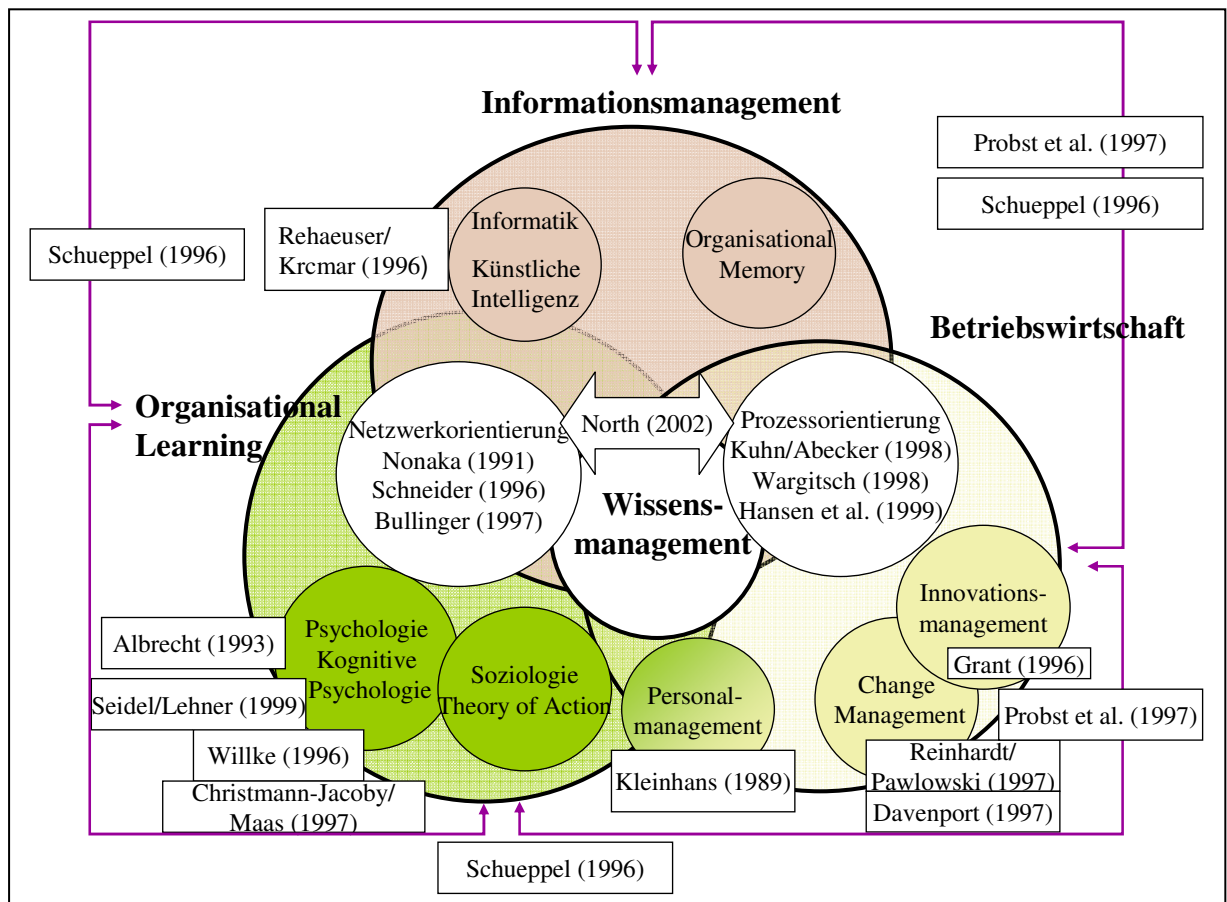 Informationsmanagement
Probst et al. (1997)
Schueppel (1996)
Schueppel (1996)
Rehaeuser/
Krcmar (1996)
Informatik
Künstliche
Intelligenz
Organisational
Memory
Betriebswirtschaft
Organisational
Learning
Netzwerkorientierung
Nonaka (1991)
Schneider (1996)
Bullinger (1997)
North (2002)
Prozessorientierung
Kuhn/Abecker (1998)
Wargitsch (1998)
Hansen et al. (1999)
Wissens-
management
Albrecht (1993)
Seidel/Lehner (1999)
Willke (1996)
Christmann-Jacoby/
Maas (1997)
Psychologie
Kognitive
Psychologie
Soziologie
Theory of Action
Personal-
management
Kleinhans (1989)
Innovations-
management
Grant (1996)
Change
Management
Probst et al. (1997)
Reinhardt/
Pawlowski (1997)
Davenport (1997)
Schueppel (1996)